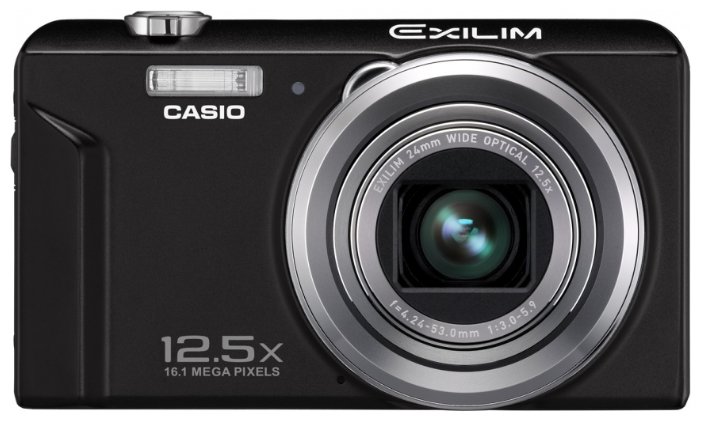 EXILIM
CASIO
EXILIM 24mm WIDE OPTICAL 12.5x
f=4.24-53.0mm 1:3.0-5.9
12.5x
16.1 MEGA PIXELS